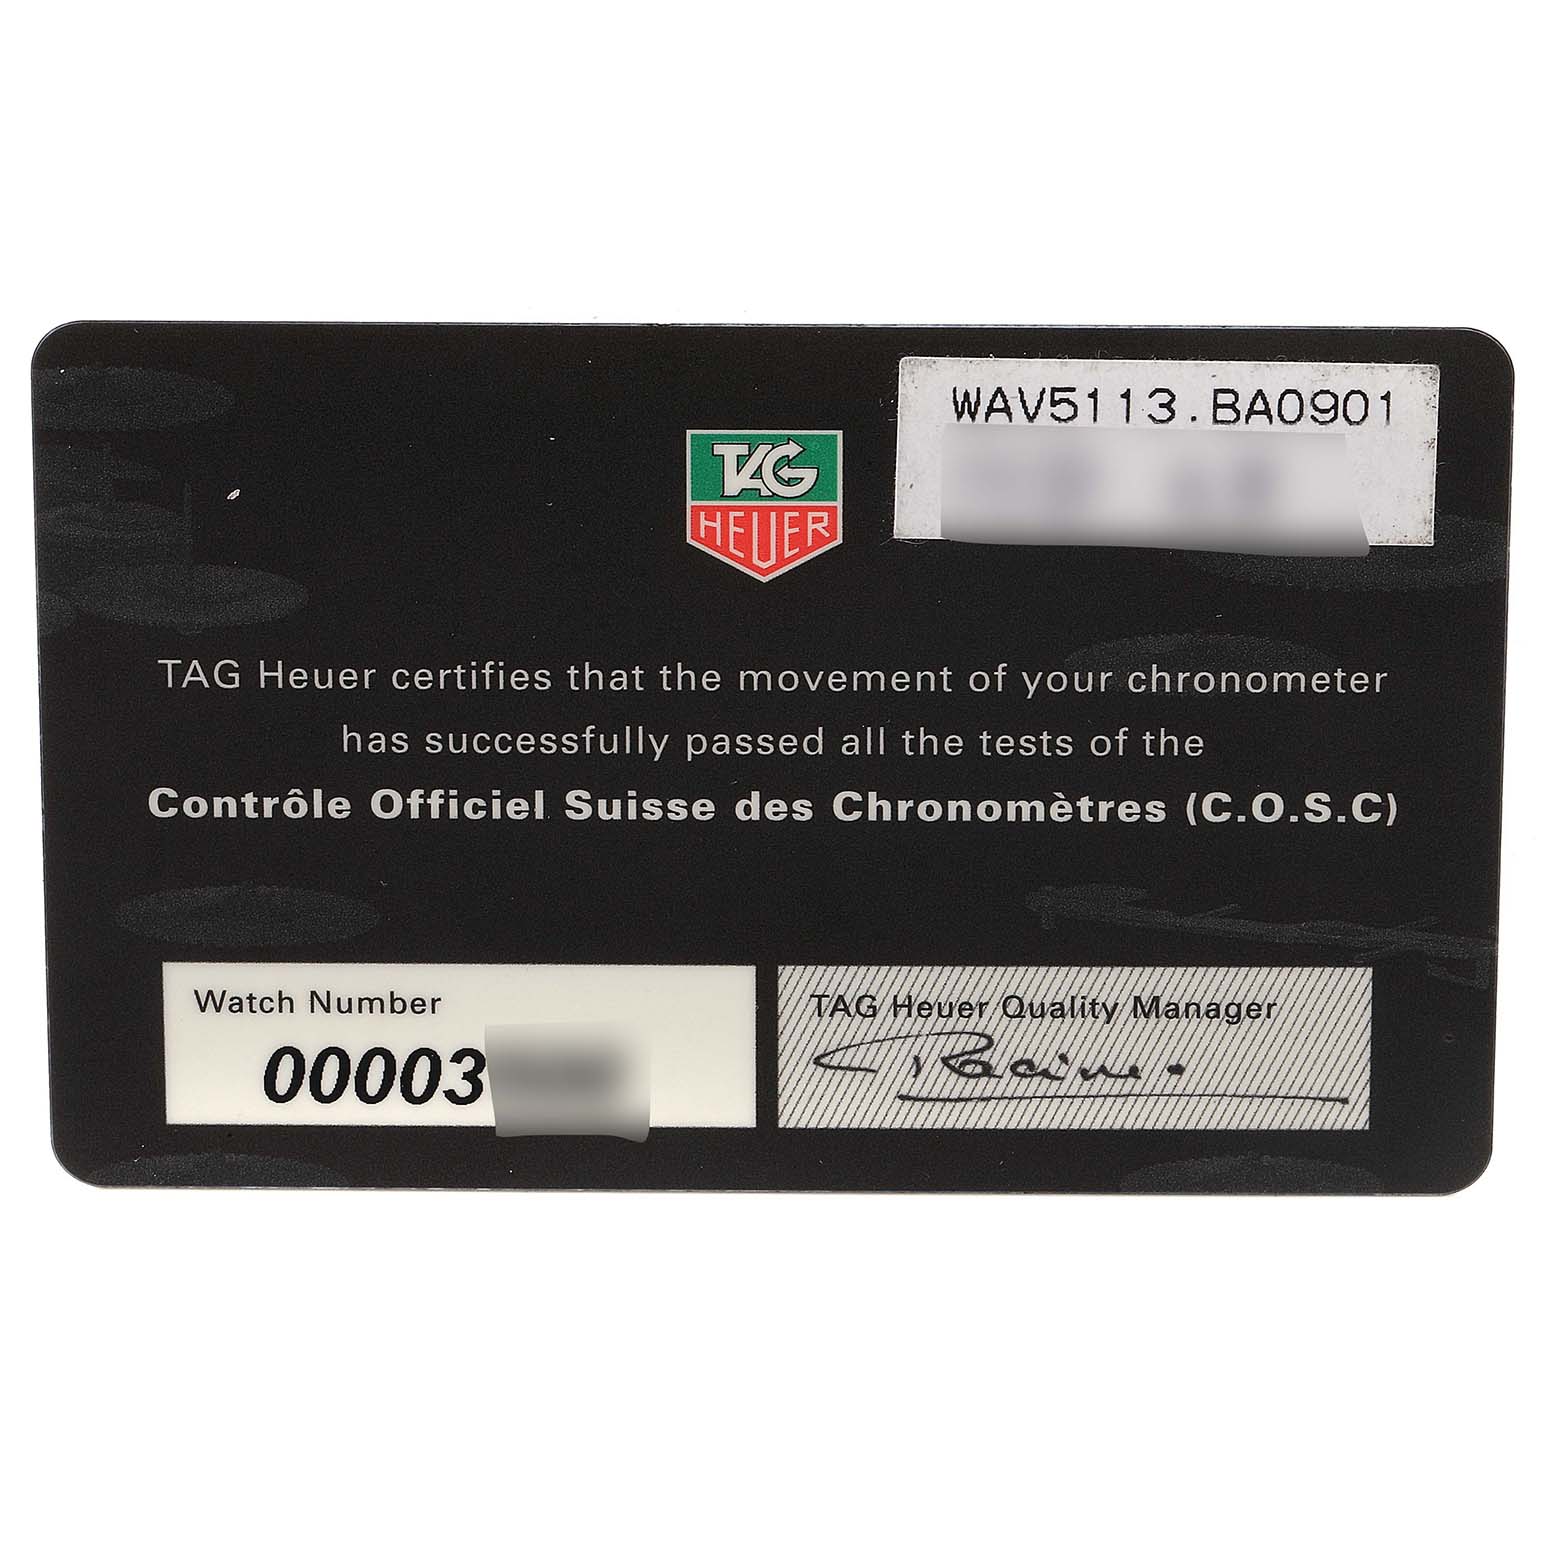 WAV5113.BA0901
TAG
HEUER
TAG Heuer certifies that the movement of your chronometer
has successfully passed all the tests of the
Contrôle Officiel Suisse des Chronomètres (C.O.S.C)
Watch Number
00003
TAG Heuer Quality Manager